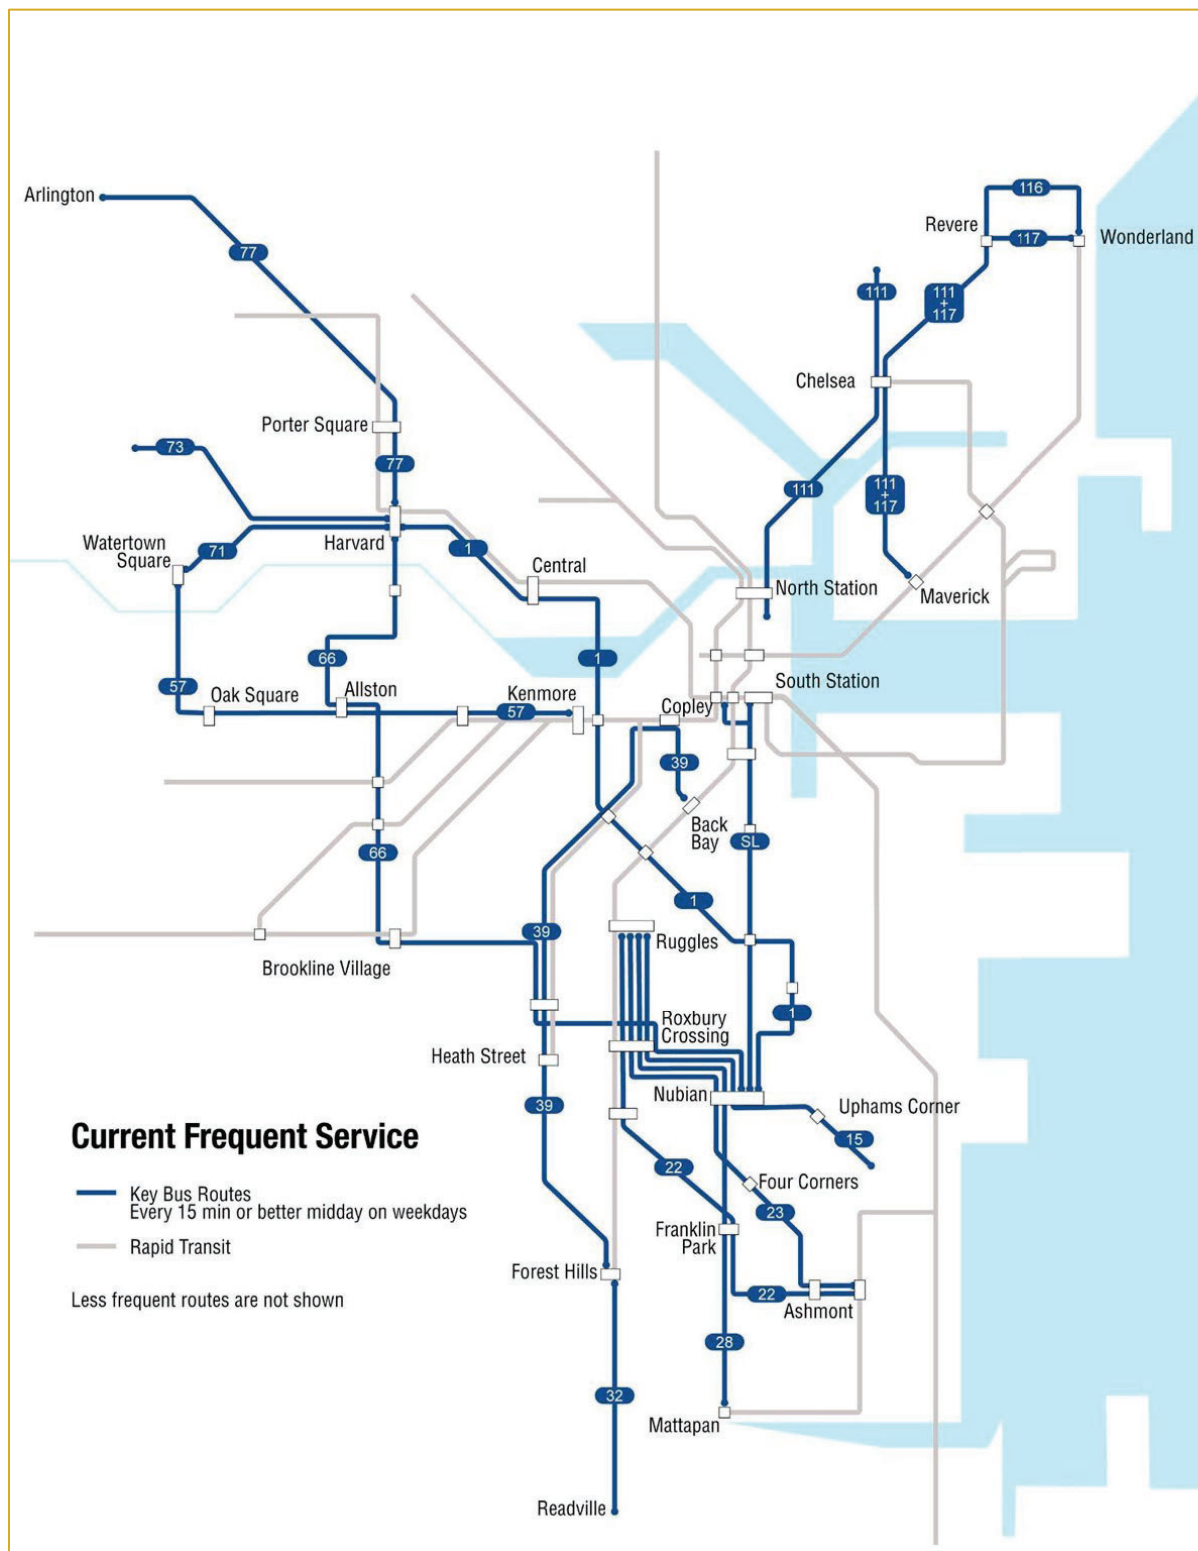 116
Arlington
Revere
117
Wonderland
77
111
111
+
117
Chelsea
Porter Square
73
77
111
111
+
117
Harvard
1
Watertown
Square
71
Central
North Station
Maverick
66
1
South Station
57
Oak Square
Allston
Kenmore
57
Copley
39
Back
Bay
SL
66
1
39
Ruggles
Brookline Village
Roxbury
Crossing
1
Heath Street
Nubian
Uphams Corner
39
15
Current Frequent Service
Key Bus Routes
Every 15 min or better midday on weekdays
Rapid Transit
Less frequent routes are not shown
22
Four Corners
23
Franklin
Park
Forest Hills
22
Ashmont
28
32
Mattapan
Readville